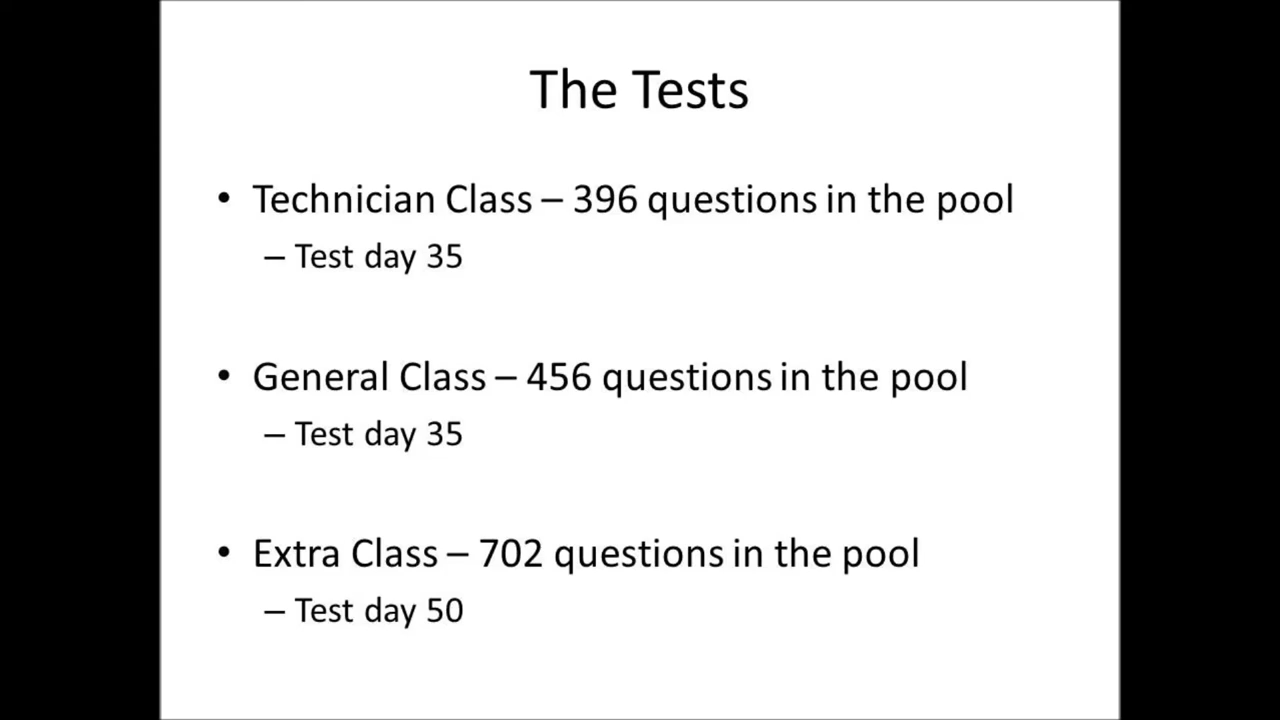 The Tests
• Technician Class – 396 questions in the pool
– Test day 35
• General Class – 456 questions in the pool
– Test day 35
• Extra Class – 702 questions in the pool
– Test day 50